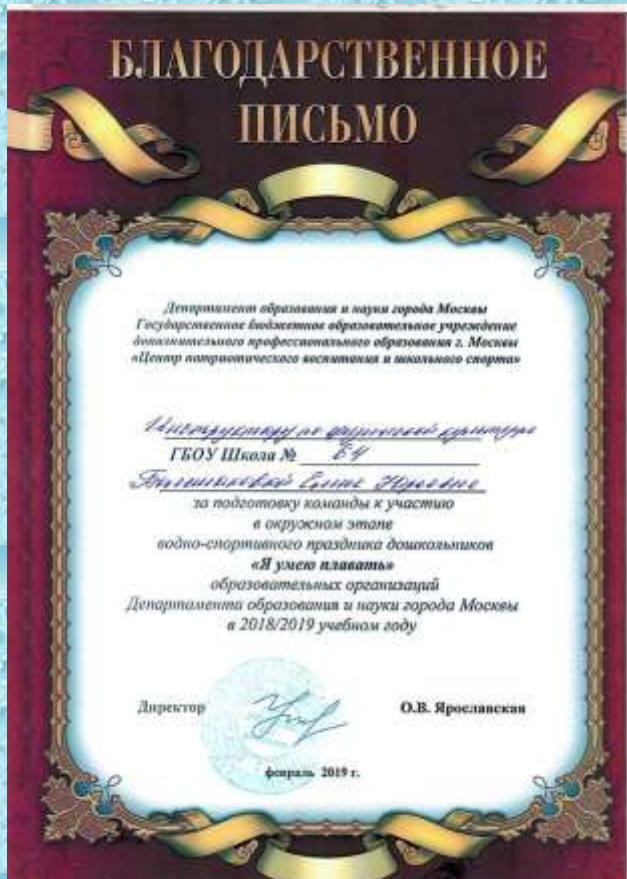 БЛАГОДАРСТВЕННОЕ
ПИСЬМО
Департамент образования и науки города Москвы
Государственное бюджетное образовательное учреждение
дополнительного профессионального образования г. Москвы
«Центр патриотического воспитания и школьного спорта»
Инструктору по физической культуре
ГБОУ Школа №
Елене Юрьевне
за подготовку команды к участию
в окружном этапе
водно-спортивного праздника дошкольников
«Я умею плавать»
образовательных организаций
Департамента образования и науки города Москвы
в 2018/2019 учебном году
Директор О.В. Ярославская
февраль 2019 г.